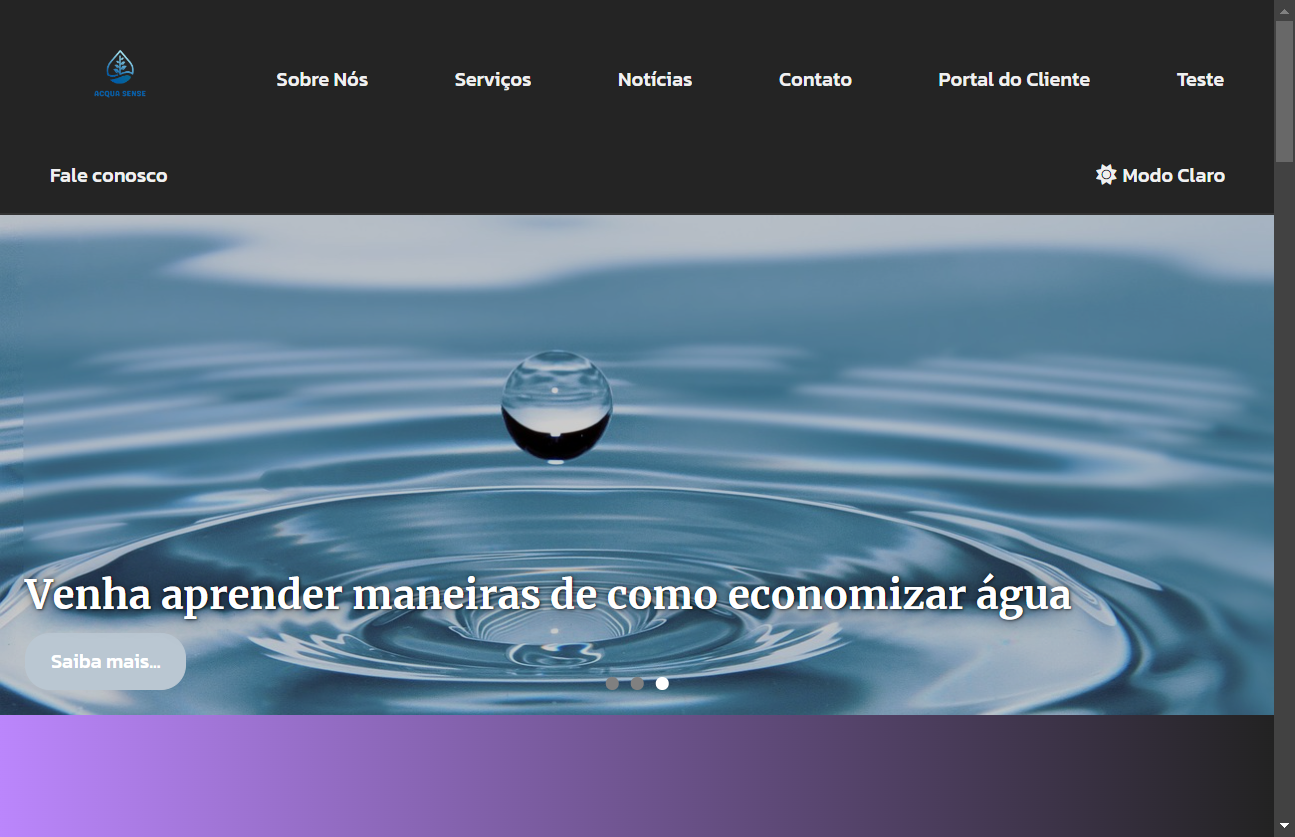 ACQUA SENSE
Sobre Nós
Serviços
Notícias
Contato
Portal do Cliente
Teste
Fale conosco
Modo Claro
Venha aprender maneiras de como economizar água
Saiba mais...